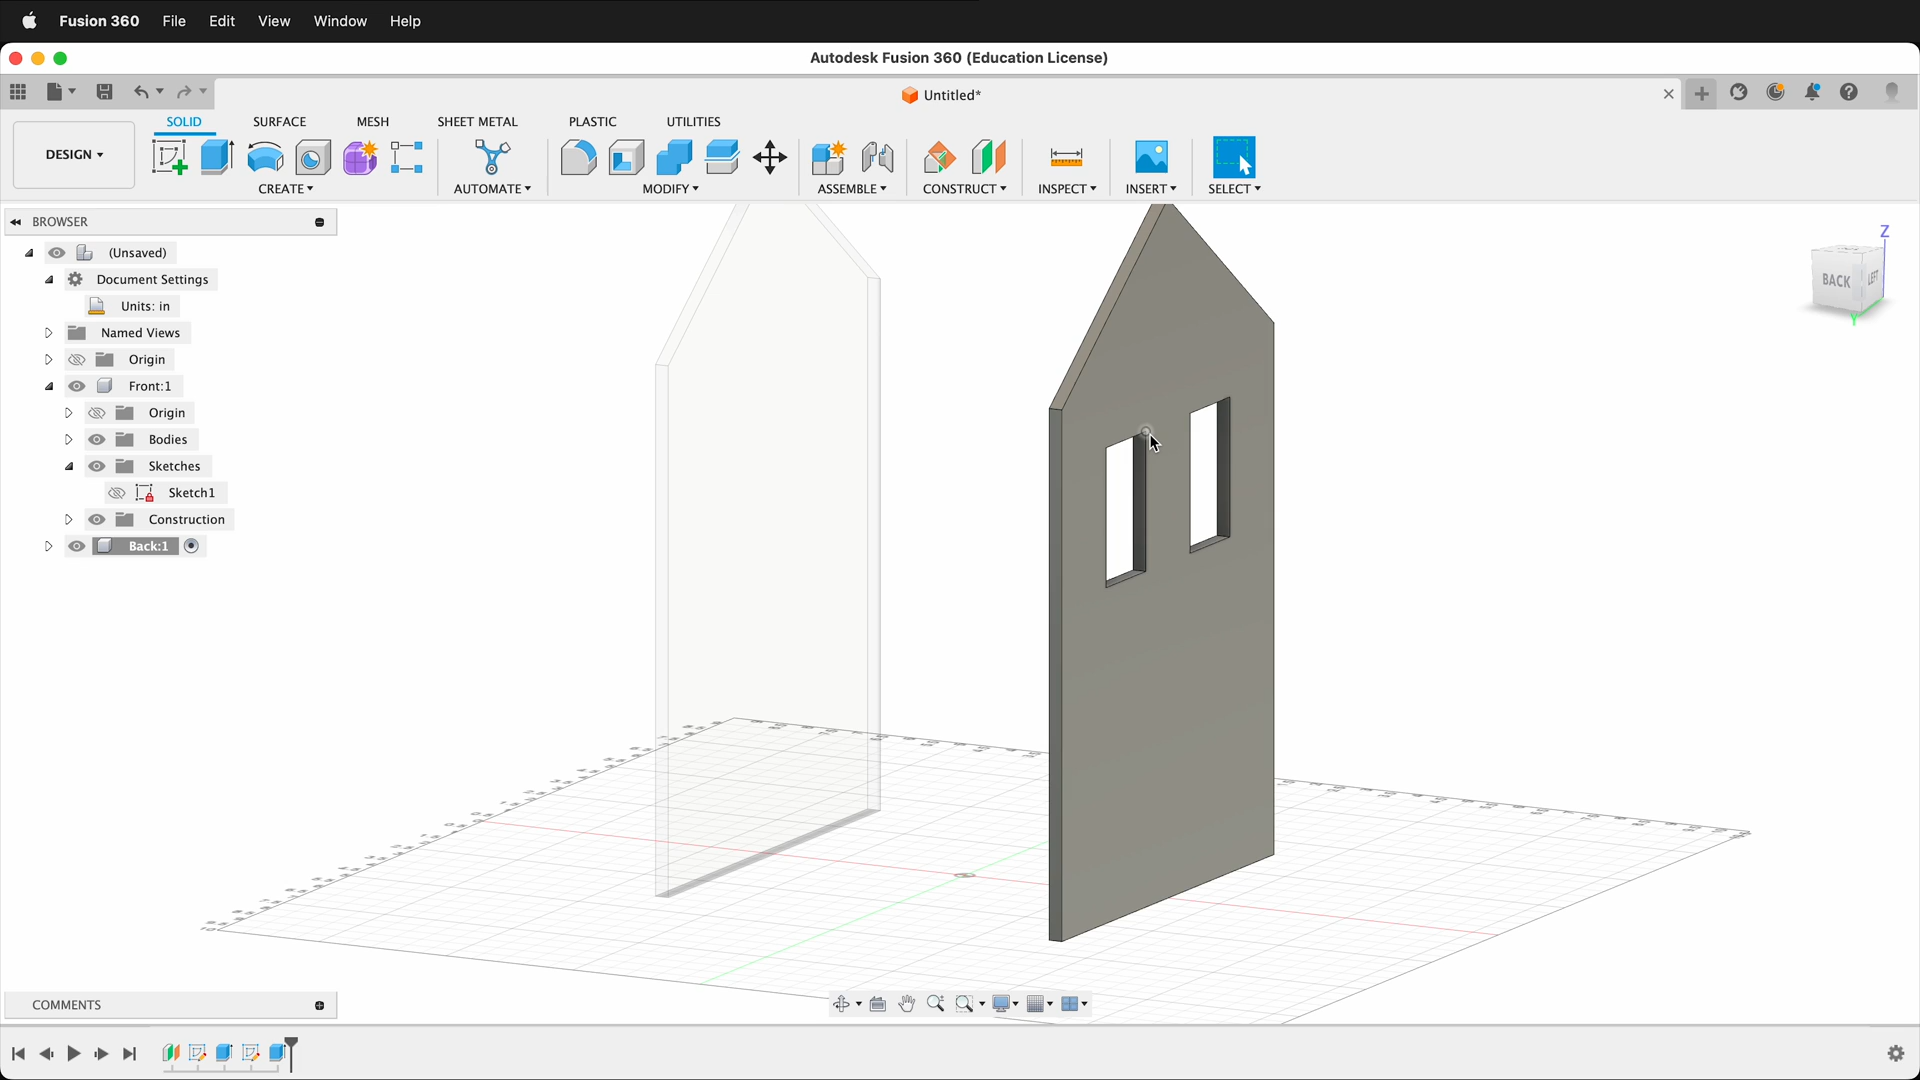 Fusion 360 File Edit View Window Help
Autodesk Fusion 360 (Education License)
Untitled*
SOLID SURFACE MESH SHEET METAL PLASTIC UTILITIES
DESIGN
CREATE AUTOMATE MODIFY ASSEMBLE CONSTRUCT INSPECT INSERT SELECT
BROWSER
(Unsaved)
Document Settings
Units: in
Named Views
Origin
Front:1
Origin
Bodies
Sketches
Sketch1
Construction
Back:1
Z
BACK LEFT
Y
COMMENTS